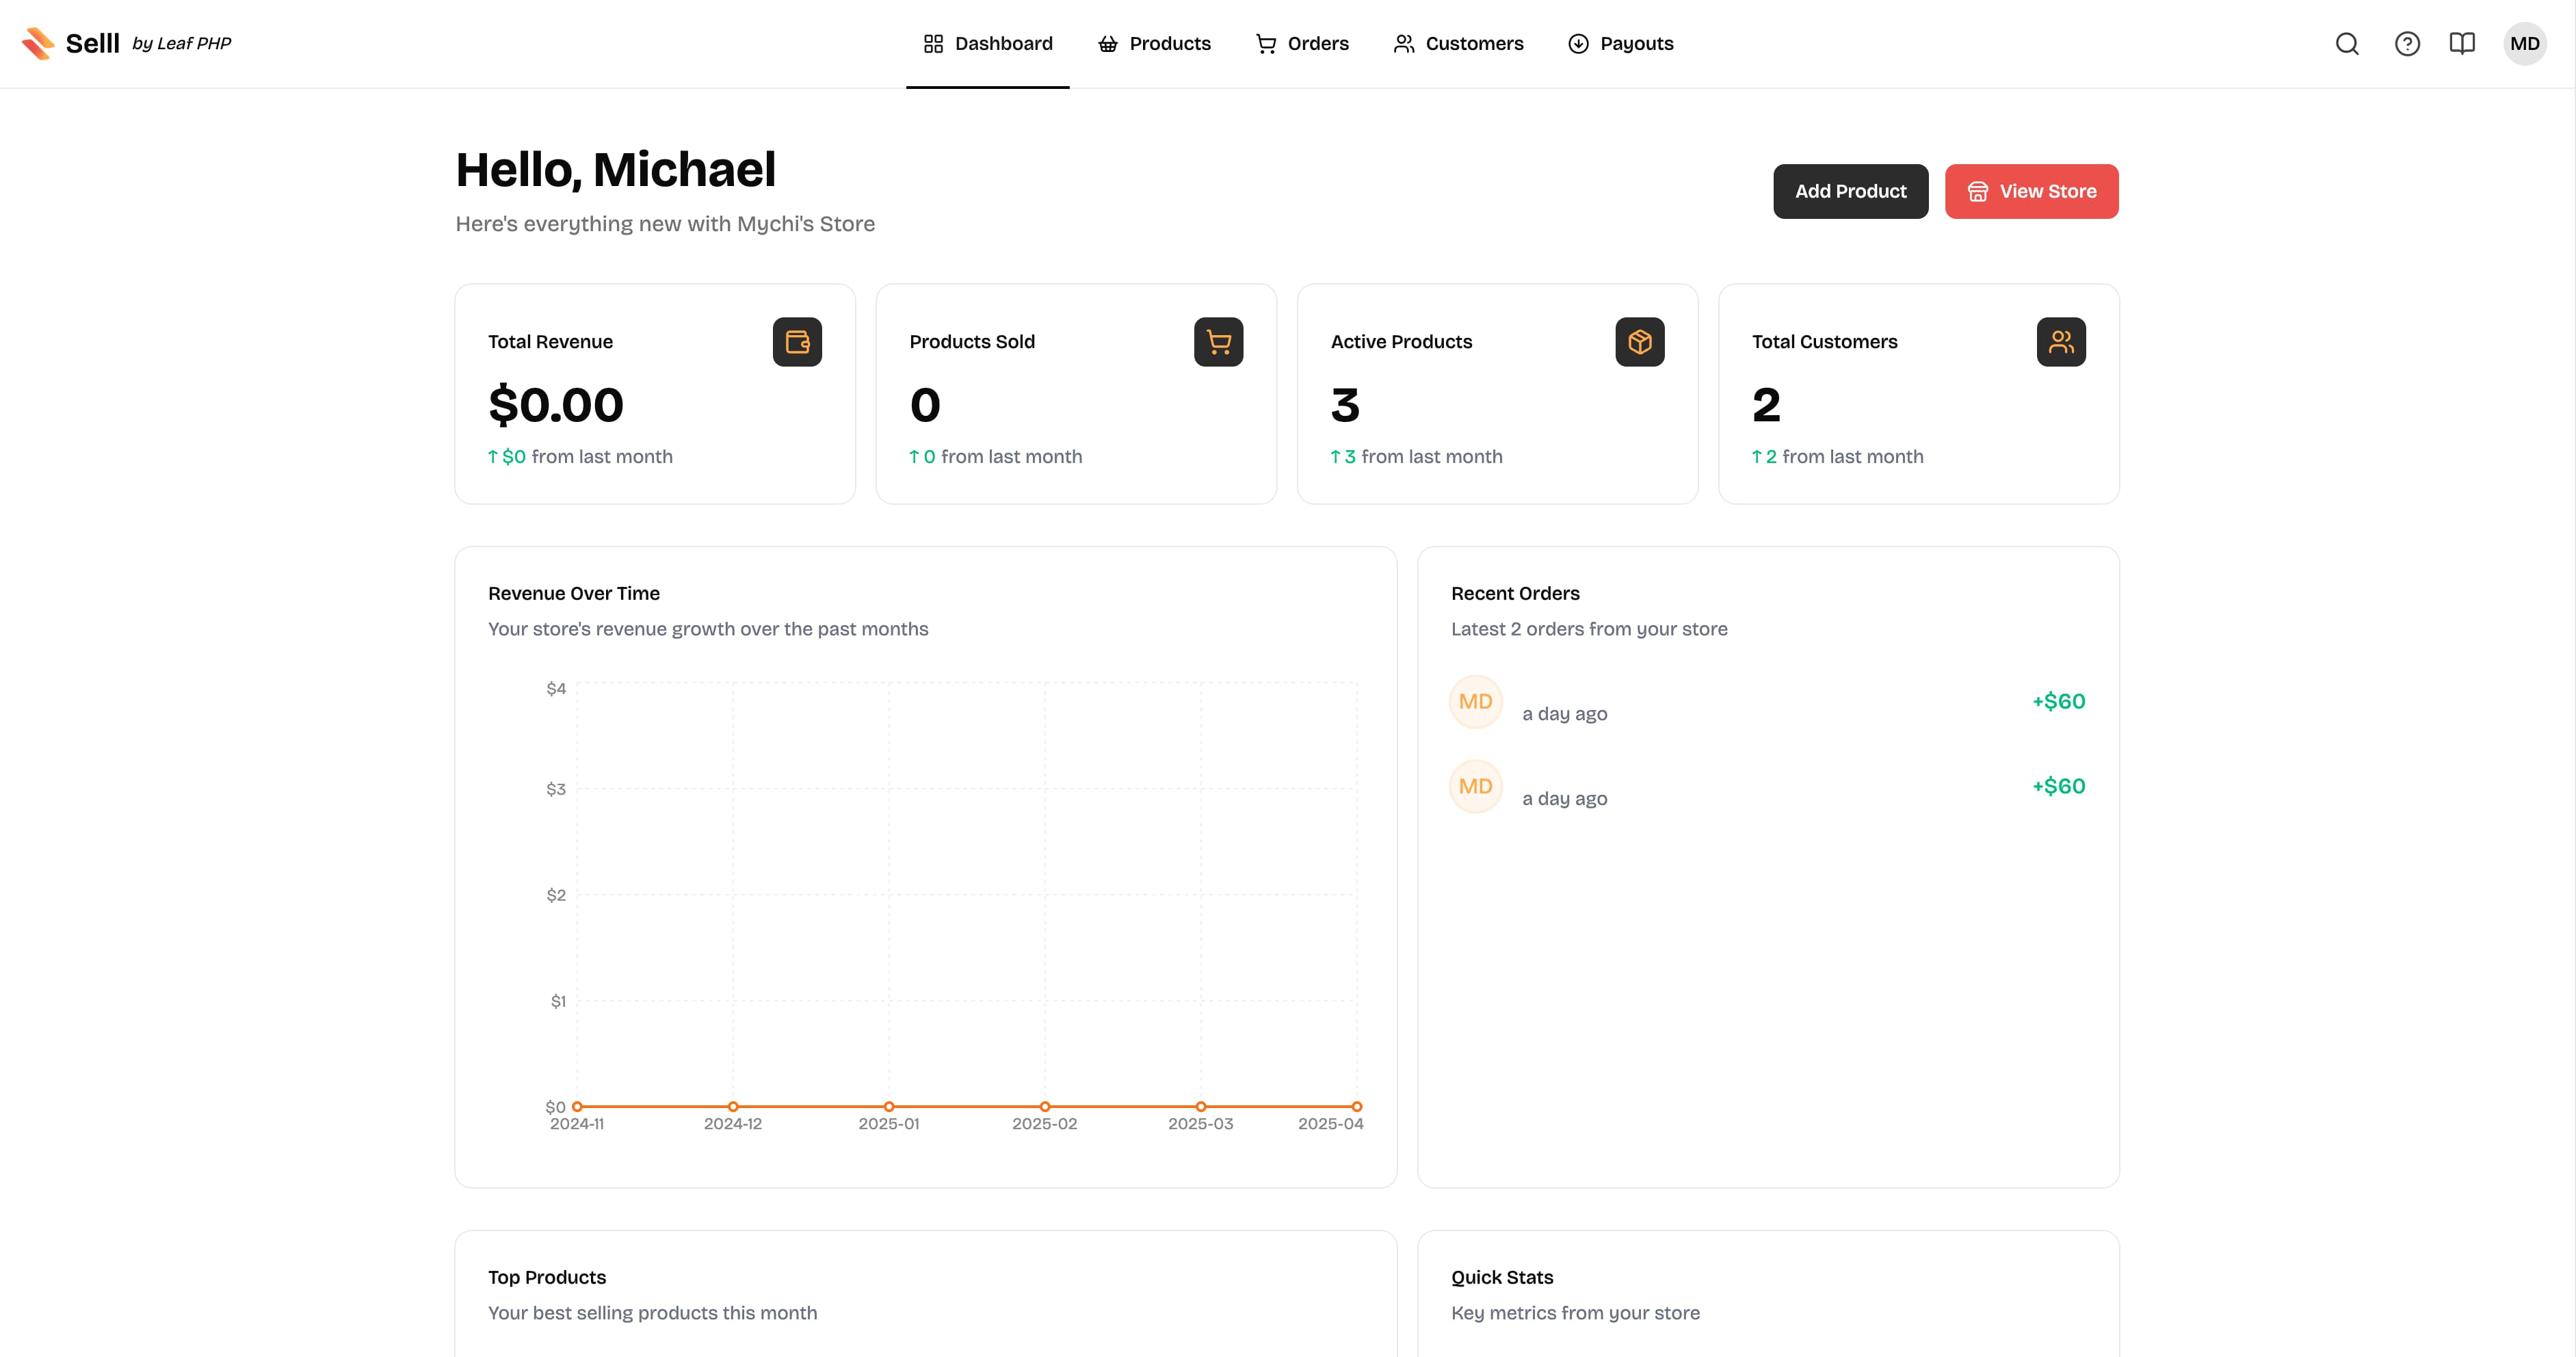 Selll by Leaf PHP
Dashboard
Products
Orders
Customers
Payouts
MD
Hello, Michael
Here's everything new with Mychi's Store
Add Product
View Store
Total Revenue
$0.00
↑ $0 from last month
Products Sold
0
↑ 0 from last month
Active Products
3
↑ 3 from last month
Total Customers
2
↑ 2 from last month
Revenue Over Time
Your store's revenue growth over the past months
$4
$3
$2
$1
$0
2024-11
2024-12
2025-01
2025-02
2025-03
2025-04
Recent Orders
Latest 2 orders from your store
MD
a day ago
+$60
MD
a day ago
+$60
Top Products
Your best selling products this month
Quick Stats
Key metrics from your store